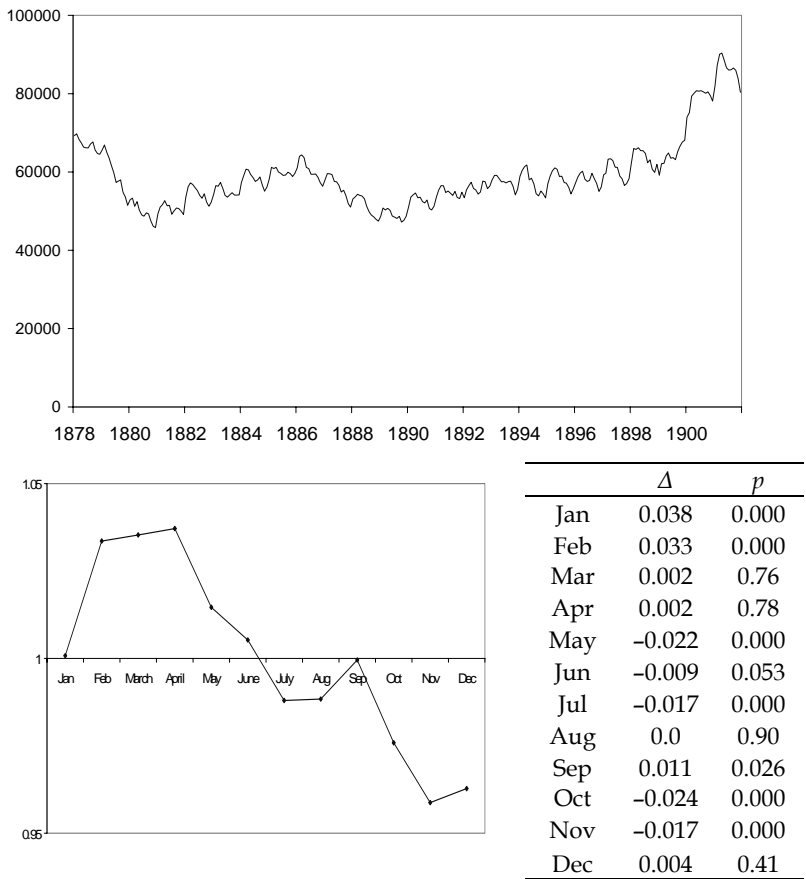 100000
80000
60000
40000
20000
0
1878 1880 1882 1884 1886 1888 1890 1892 1894 1896 1898 1900
1.05
1
Jan Feb March April May June July Aug Sep Oct Nov Dec
0.95
Δ p
Jan 0.038 0.000
Feb 0.033 0.000
Mar 0.002 0.76
Apr 0.002 0.78
May –0.022 0.000
Jun –0.009 0.053
Jul –0.017 0.000
Aug 0.0 0.90
Sep 0.011 0.026
Oct –0.024 0.000
Nov –0.017 0.000
Dec 0.004 0.41